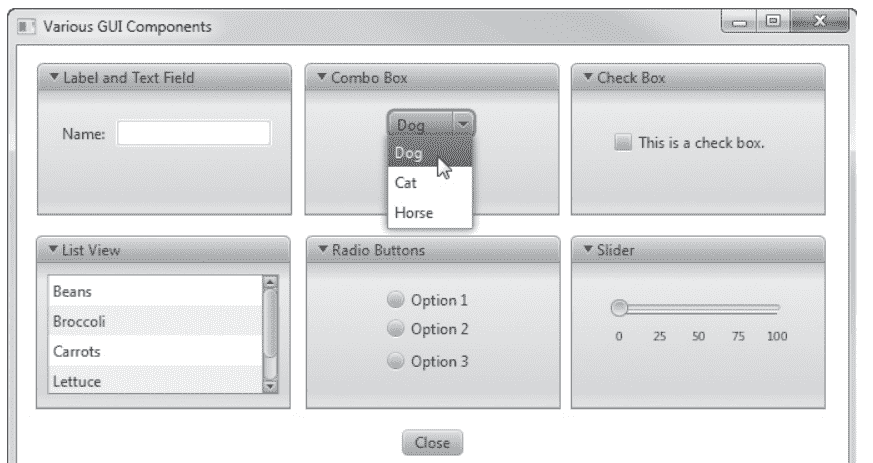 Various GUI Components
Label and Text Field
Name:
Combo Box
Dog
Dog
Cat
Horse
Check Box
This is a check box.
List View
Beans
Broccoli
Carrots
Lettuce
Radio Buttons
Option 1
Option 2
Option 3
Slider
0 25 50 75 100
Close